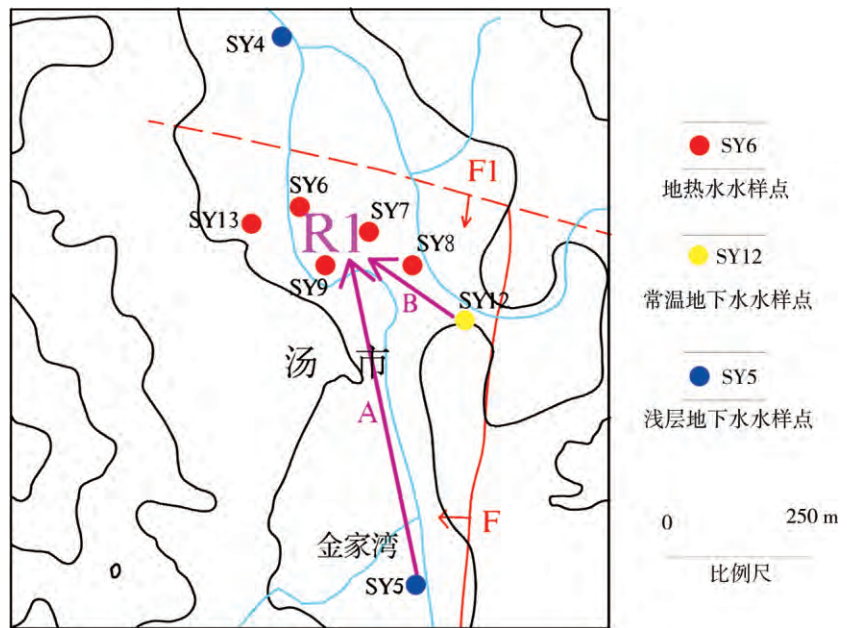 SY4
F1
SY6
SY7
SY13
R1
SY8
SY9
B
SY12
汤 市
A
F
金家湾
SY5
SY6
地热水水样点
SY12
常温地下水水样点
SY5
浅层地下水水样点
0 250 m
比例尺